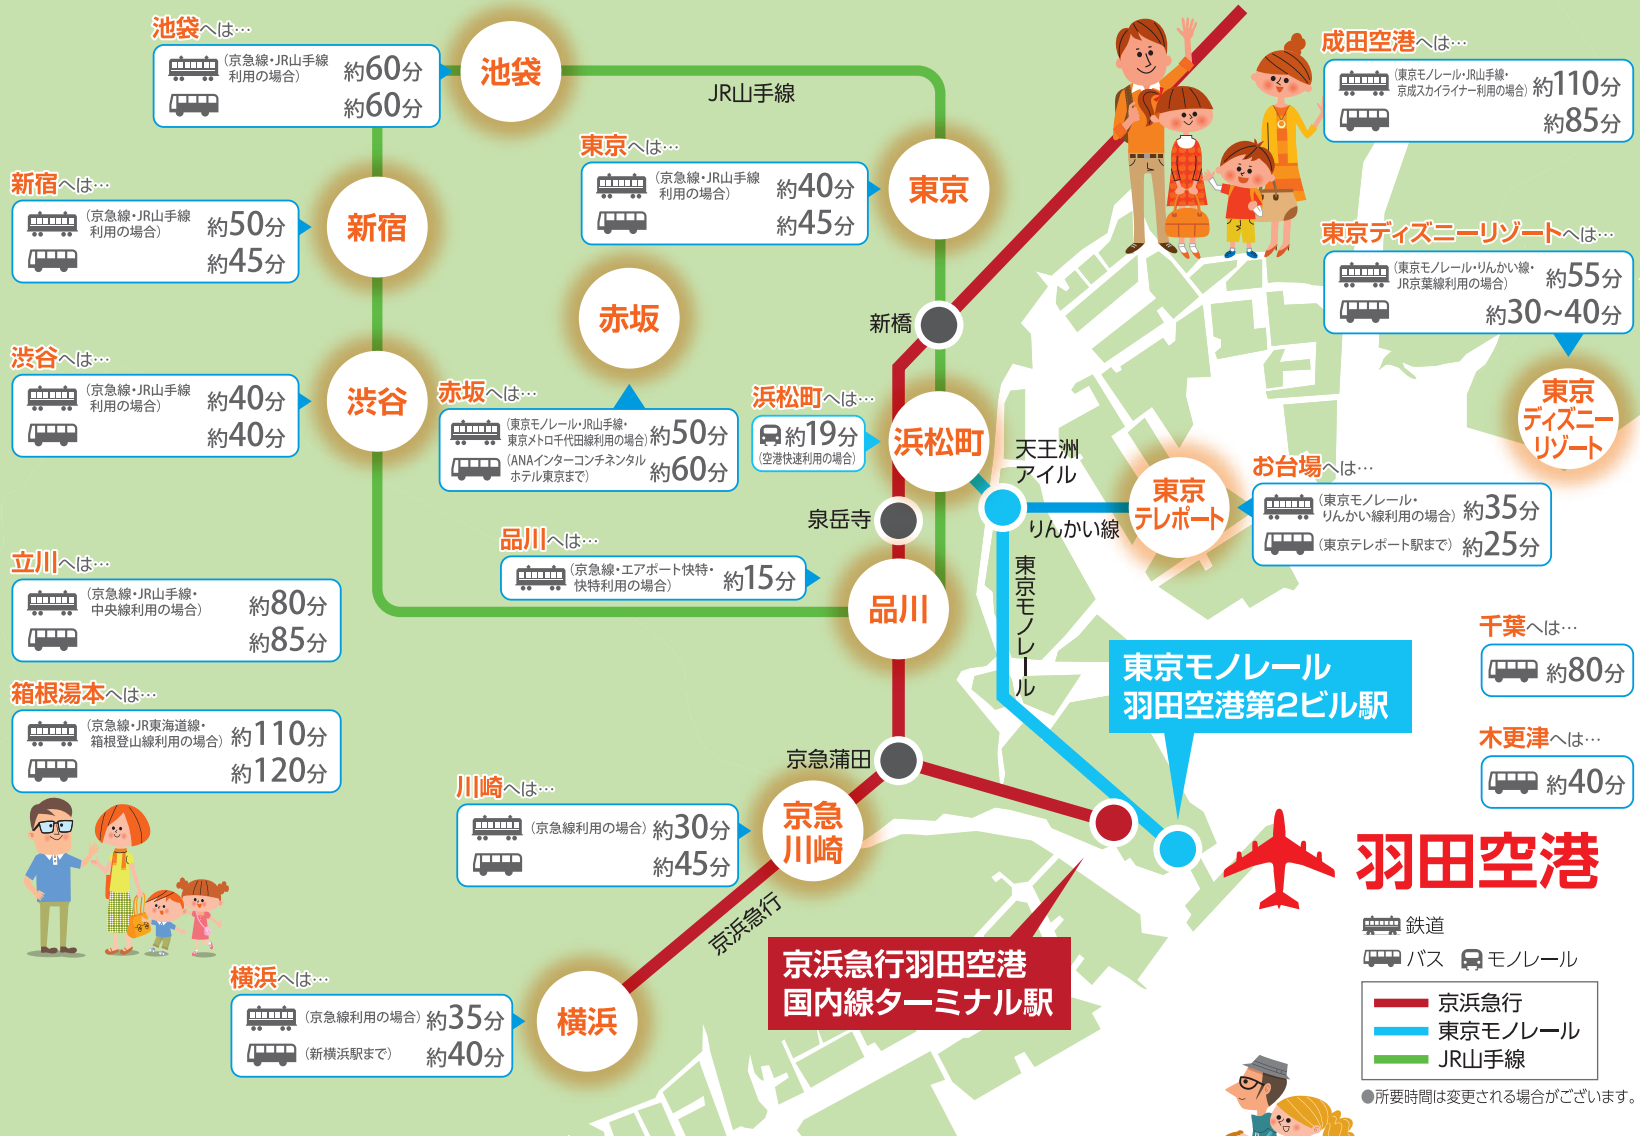 池袋へは…
(京急線・JR山手線
利用の場合)
約60分
約60分
池袋
JR山手線
東京へは…
(京急線・JR山手線
利用の場合)
約40分
約45分
東京
成田空港へは…
(東京モノレール・JR山手線・
京成スカイライナー利用の場合)
約110分
約85分
新宿へは…
(京急線・JR山手線
利用の場合)
約50分
約45分
新宿
赤坂
東京ディズニーリゾートへは…
(東京モノレール・りんかい線・
JR京葉線利用の場合)
約55分
約30~40分
東京
ディズニー
リゾート
新橋
渋谷へは…
(京急線・JR山手線
利用の場合)
約40分
約40分
渋谷
赤坂へは…
(東京モノレール・JR山手線・
東京メトロ千代田線利用の場合)
約50分
(ANAインターコンチネンタル
ホテル東京まで)
約60分
浜松町へは…
約19分
(空港快速利用の場合)
浜松町
天王洲
アイル
りんかい線
東京
テレポート
お台場へは…
(東京モノレール・
りんかい線利用の場合)
約35分
(東京テレポート駅まで)
約25分
泉岳寺
品川へは…
(京急線・エアポート快特・
快特利用の場合)
約15分
品川
東京モノレール
立川へは…
(京急線・JR山手線・
中央線利用の場合)
約80分
約85分
箱根湯本へは…
(京急線・JR東海道線・
箱根登山線利用の場合)
約110分
約120分
千葉へは…
約80分
木更津へは…
約40分
東京モノレール
羽田空港第2ビル駅
京急蒲田
川崎へは…
(京急線利用の場合)
約30分
約45分
京急
川崎
京浜急行
横浜へは…
(京急線利用の場合)
約35分
(新横浜駅まで)
約40分
横浜
京浜急行羽田空港
国内線ターミナル駅
羽田空港
鉄道
バス
モノレール
京浜急行
東京モノレール
JR山手線
●所要時間は変更される場合がございます。